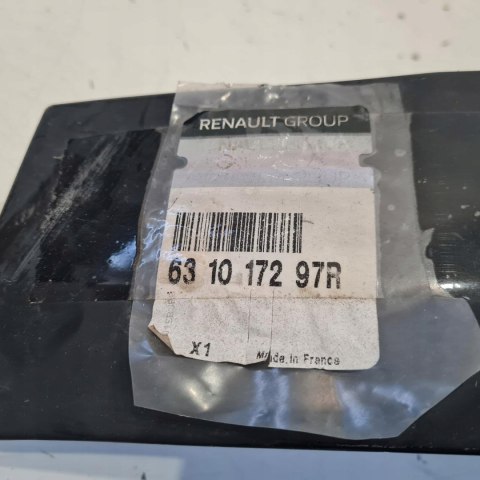 RENAULT GROUP
63 10 172 97R
X1
Made in France